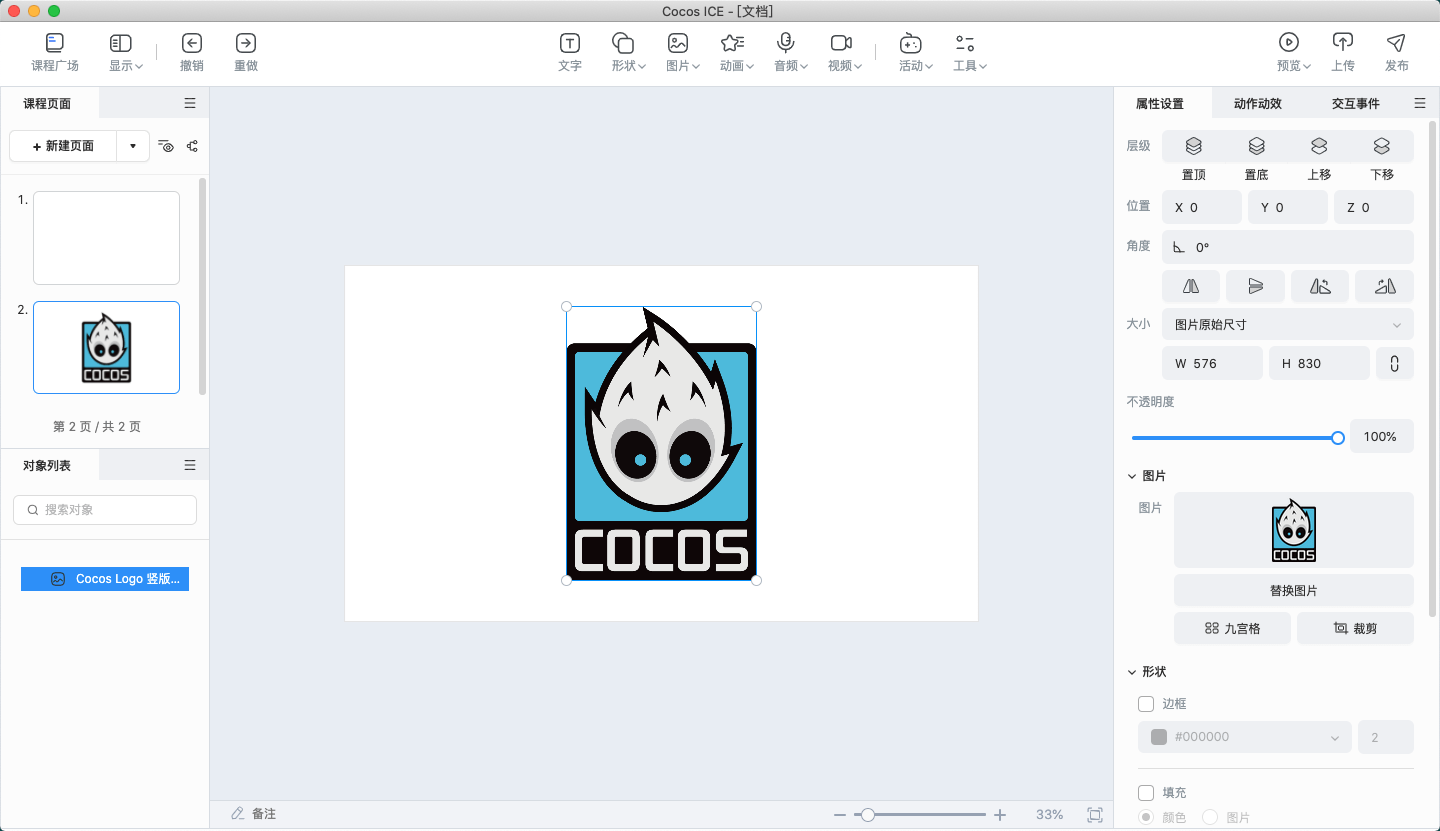 Cocos ICE - [文档]
课程广场 显示 撤销 重做 文字 形状 图片 动画 音频 视频 活动 工具 预览 上传 发布
课程页面
+ 新建页面
1.
2.
COCOS
第 2 页 / 共 2 页
对象列表
搜索对象
Cocos Logo 竖版...
COCOS
备注
33%
属性设置 动作动效 交互事件
层级
置顶 置底 上移 下移
位置 X 0 Y 0 Z 0
角度 0°
大小 图片原始尺寸
W 576 H 830
不透明度
100%
图片
图片
COCOS
替换图片
九宫格 裁剪
形状
边框
#000000 2
填充
颜色 图片